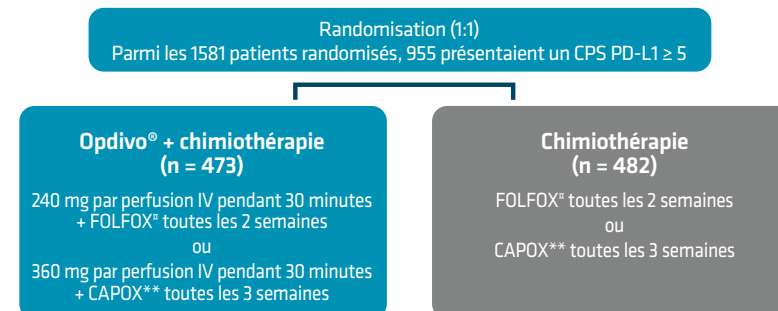 Randomisation (1:1)
Parmi les 1581 patients randomisés, 955 présentaient un CPS PD-L1 ≥ 5
Opdivo® + chimiothérapie
(n = 473)
240 mg par perfusion IV pendant 30 minutes
+ FOLFOX¤ toutes les 2 semaines
ou
360 mg par perfusion IV pendant 30 minutes
+ CAPOX** toutes les 3 semaines
Chimiothérapie
(n = 482)
FOLFOX¤ toutes les 2 semaines
ou
CAPOX** toutes les 3 semaines